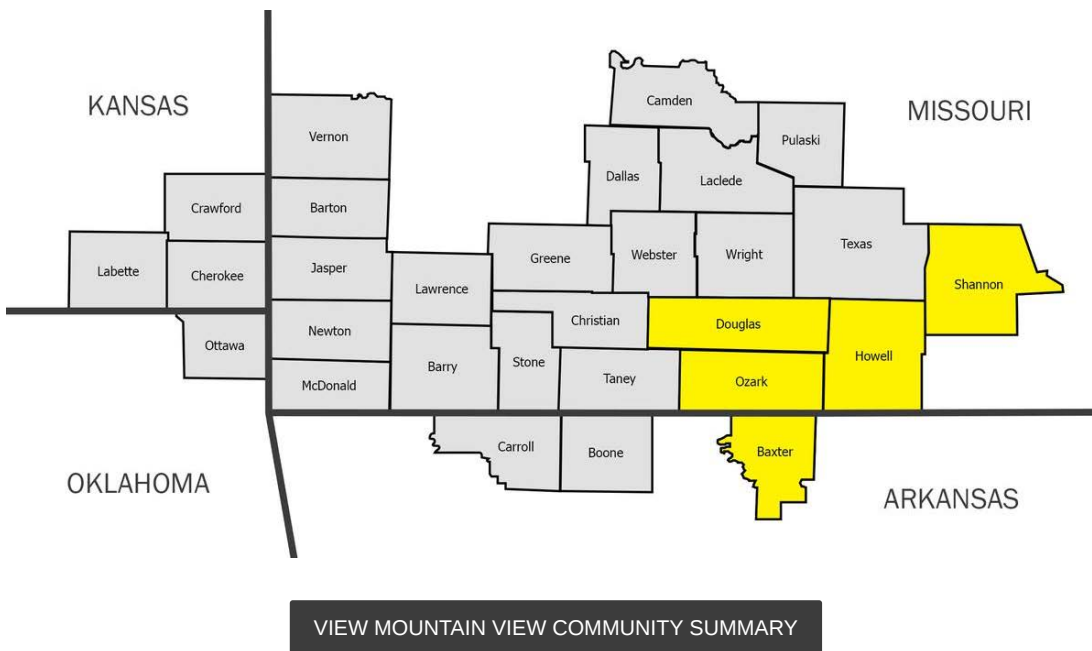 KANSAS
MISSOURI
Camden
Vernon
Pulaski
Dallas
Laclede
Crawford
Barton
Texas
Labette
Cherokee
Jasper
Greene
Webster
Wright
Shannon
Lawrence
Christian
Douglas
Ottawa
Newton
Howell
McDonald
Barry
Stone
Taney
Ozark
OKLAHOMA
Carroll
Boone
Baxter
ARKANSAS
VIEW MOUNTAIN VIEW COMMUNITY SUMMARY